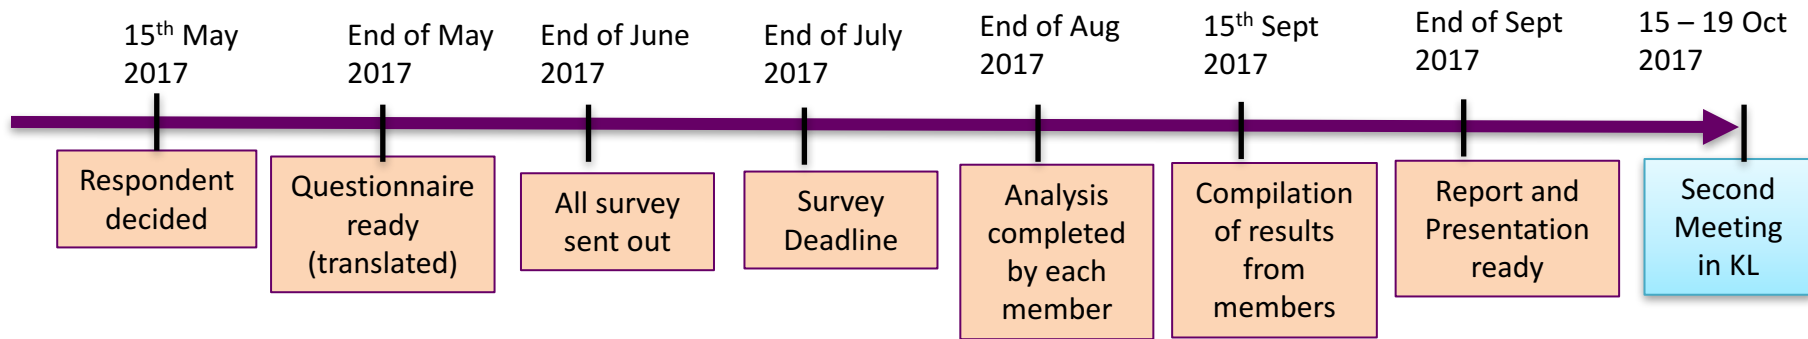 15th May
2017
End of May
2017
End of June
2017
End of July
2017
End of Aug
2017
15th Sept
2017
End of Sept
2017
15 – 19 Oct
2017
Respondent
decided
Questionnaire
ready
(translated)
All survey
sent out
Survey
Deadline
Analysis
completed
by each
member
Compilation
of results
from
members
Report and
Presentation
ready
Second
Meeting
in KL